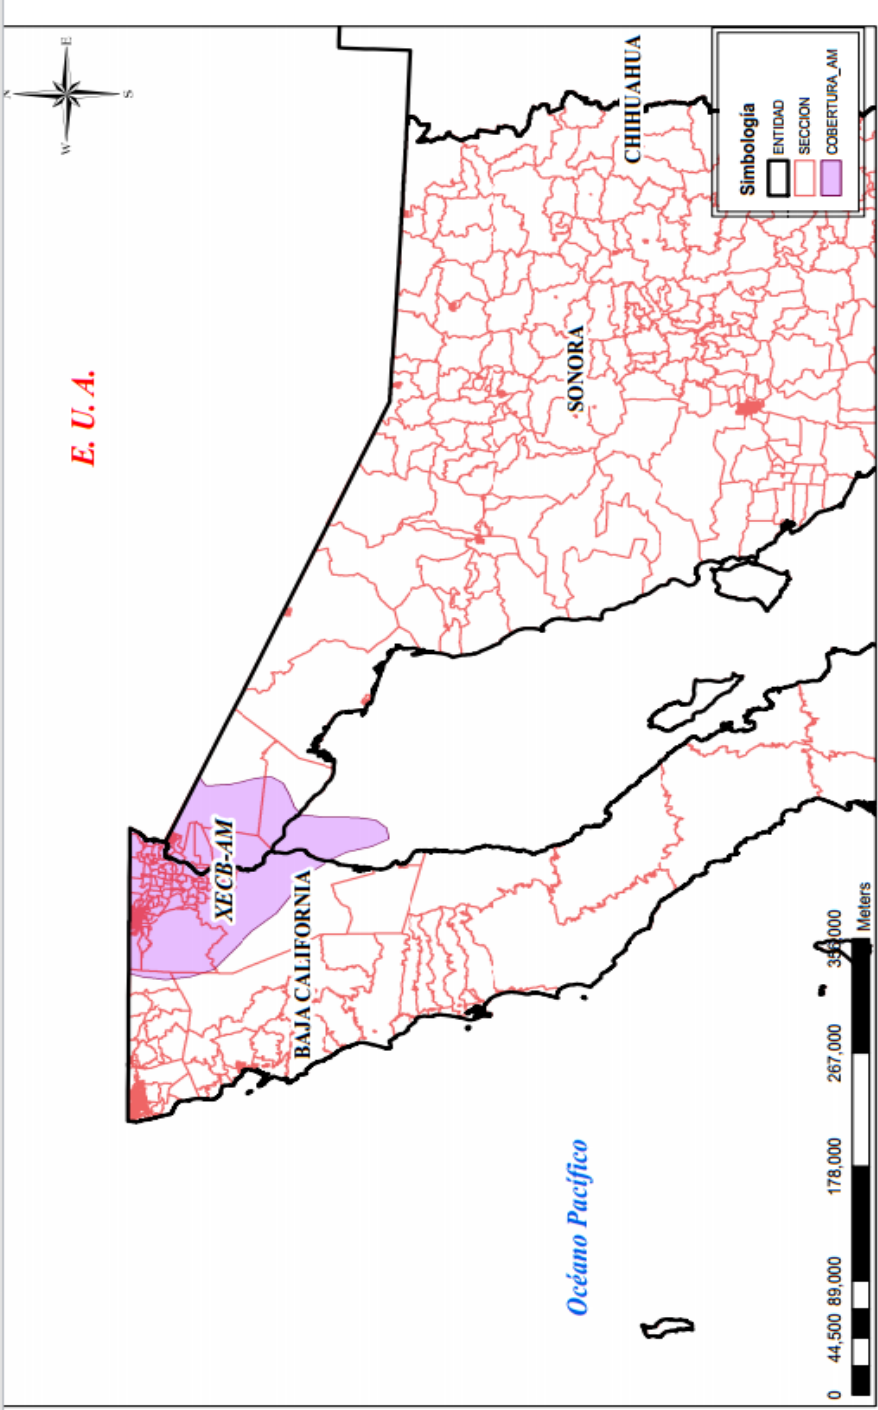 N
W E
S
E. U. A.
XECB-AM
BAJA CALIFORNIA
SONORA
CHIHUAHUA
Océano Pacífico
Simbología
ENTIDAD
SECCION
COBERTURA_AM
0 44,500 89,000 178,000 267,000 356,000
Meters